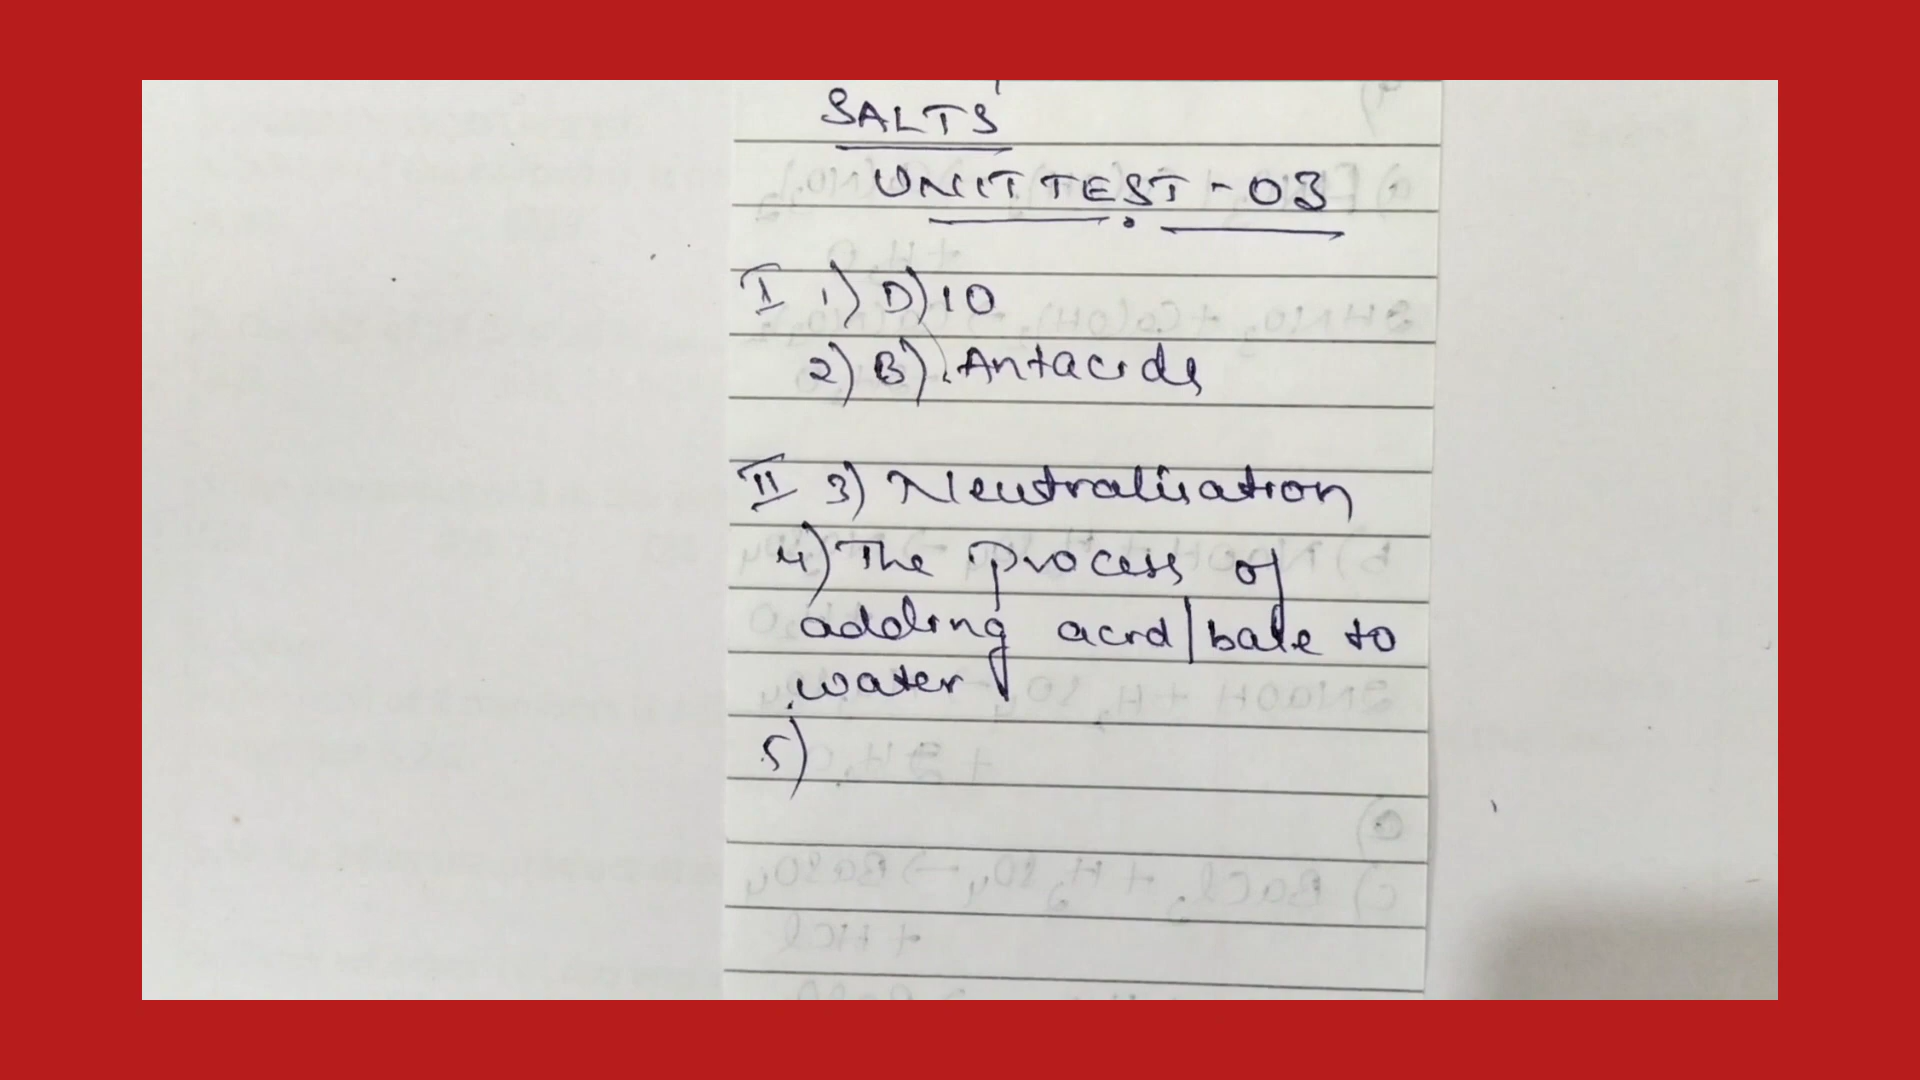 SALTS
UNIT TEST - 03
I 1) D) 10
2) B) Antacids
II 3) Neutralisation
4) The process of
adding acid/base to
water
5)